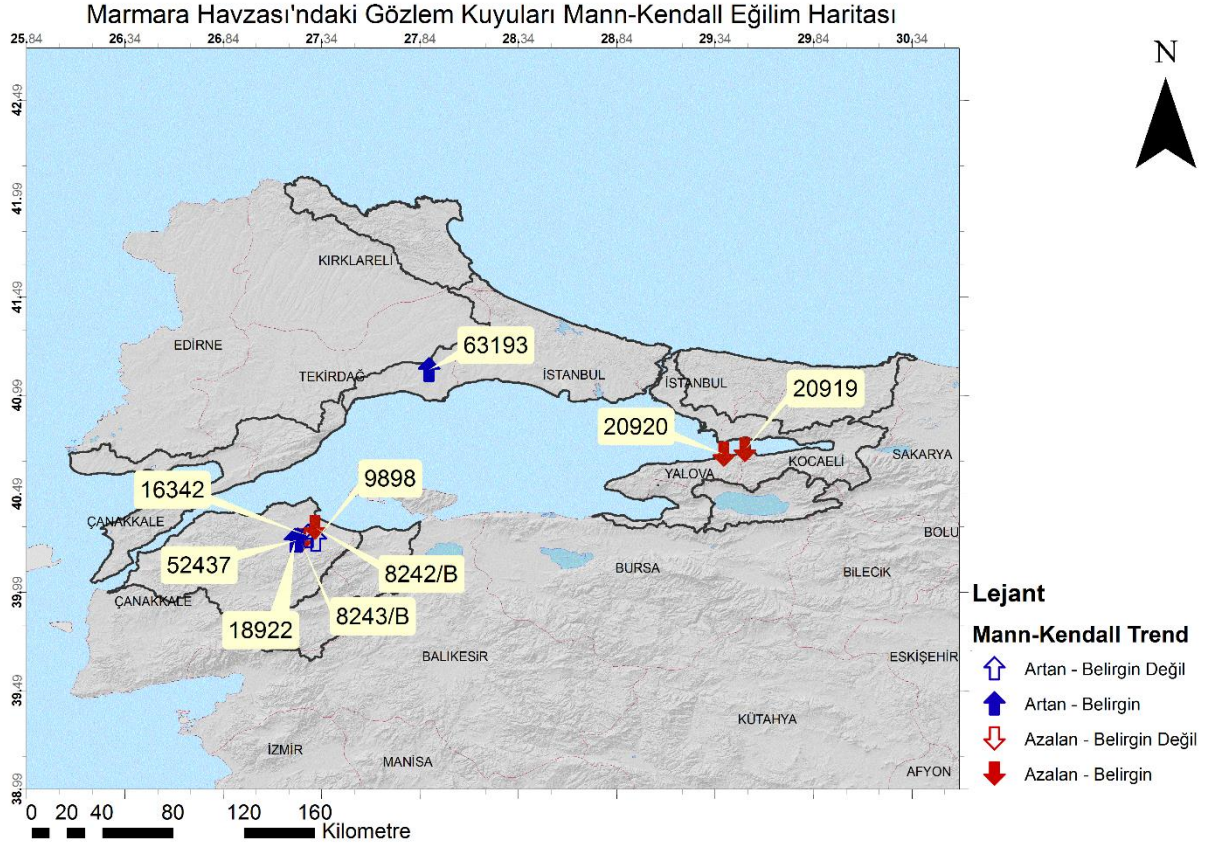 Marmara Havzası'ndaki Gözlem Kuyuları Mann-Kendall Eğilim Haritası
25,84 26,34 26,84 27,34 27,84 28,34 28,84 29,34 29,84 30,34
N
42,49
41,99
41,49
40,99
40,49
39,99
39,49
38,99
KIRKLARELİ
EDİRNE
63193
TEKİRDAĞ
İSTANBUL
İSTANBUL
20919
20920
SAKARYA
KOCAELİ
YALOVA
9898
16342
ÇANAKKALE
BOLU
52437
8242/B
BURSA
BİLECİK
ÇANAKKALE
8243/B
18922
BALIKESİR
ESKİŞEHİR
KÜTAHYA
İZMİR
MANİSA
AFYON
Lejant
Mann-Kendall Trend
Artan - Belirgin Değil
Artan - Belirgin
Azalan - Belirgin Değil
Azalan - Belirgin
0 20 40 80 120 160
Kilometre